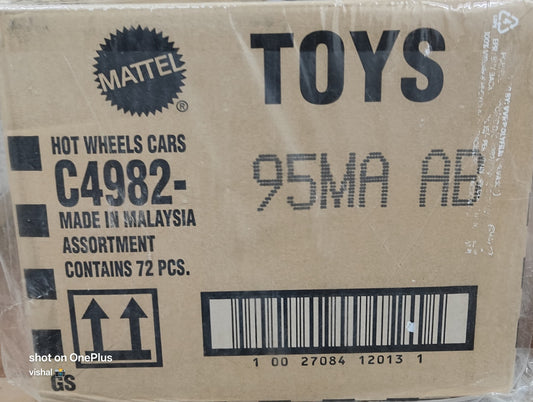 MATTEL
®
TOYS
HOT WHEELS CARS
C4982-
95MA AB
MADE IN MALAYSIA
ASSORTMENT
CONTAINS 72 PCS.
1 00 27084 12013 1
shot on OnePlus
vishal
GS